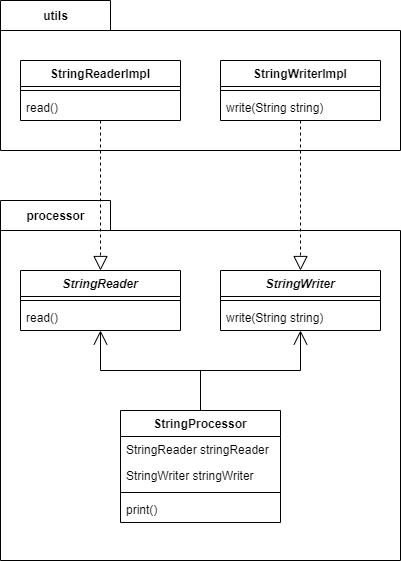 utils
StringReaderImpl
read()
StringWriterImpl
write(String string)
processor
StringReader
read()
StringWriter
write(String string)
StringProcessor
StringReader stringReader
StringWriter stringWriter
print()